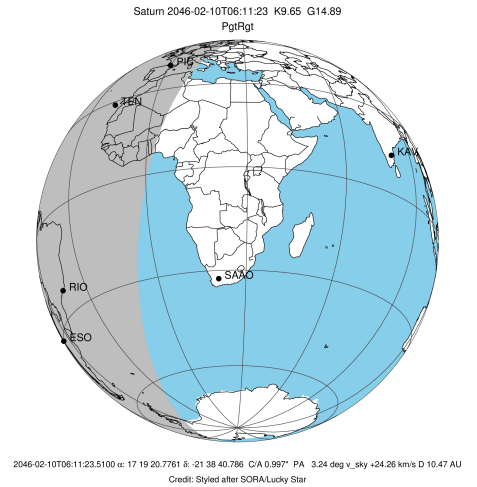 Saturn 2046-02-10T06:11:23 K9.65 G14.89
PgtRgt
PIC
TEN
KAV
SAAO
RIO
ESO
2046-02-10T06:11:23.5100 α: 17 19 20.7761 δ: -21 38 40.786 C/A 0.997" PA 3.24 deg v_sky +24.26 km/s D 10.47 AU
Credit: Styled after SORA/Lucky Star